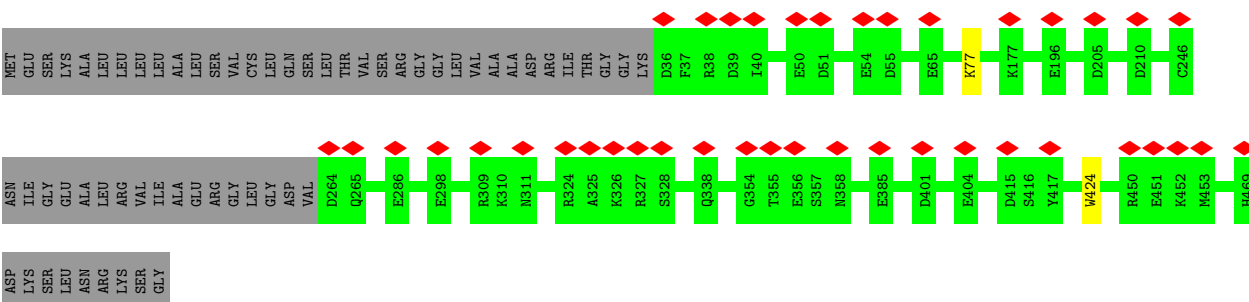 MET GLU SER LYS ALA LEU LEU LEU LEU ALA LEU SER VAL CYS LEU GLN SER LEU THR VAL SER ARG GLY GLY LEU VAL ALA ALA ASP ARG ILE THR GLY GLY LYS D36 F37 R38 D39 I40 E50 D51 E54 D55 E65 K77 K177 E196 D205 D210 C246
ASN ILE GLY GLU ALA LEU ARG VAL ILE ALA GLU ARG GLY LEU GLY ASP VAL D264 Q265 E286 E298 R309 K310 N311 R324 A325 K326 R327 S328 Q338 G354 T355 E356 S357 N358 E385 D401 E404 D415 S416 Y417 W424 R450 E451 K452 M453 H469
ASP LYS SER LEU ASN ARG LYS SER GLY